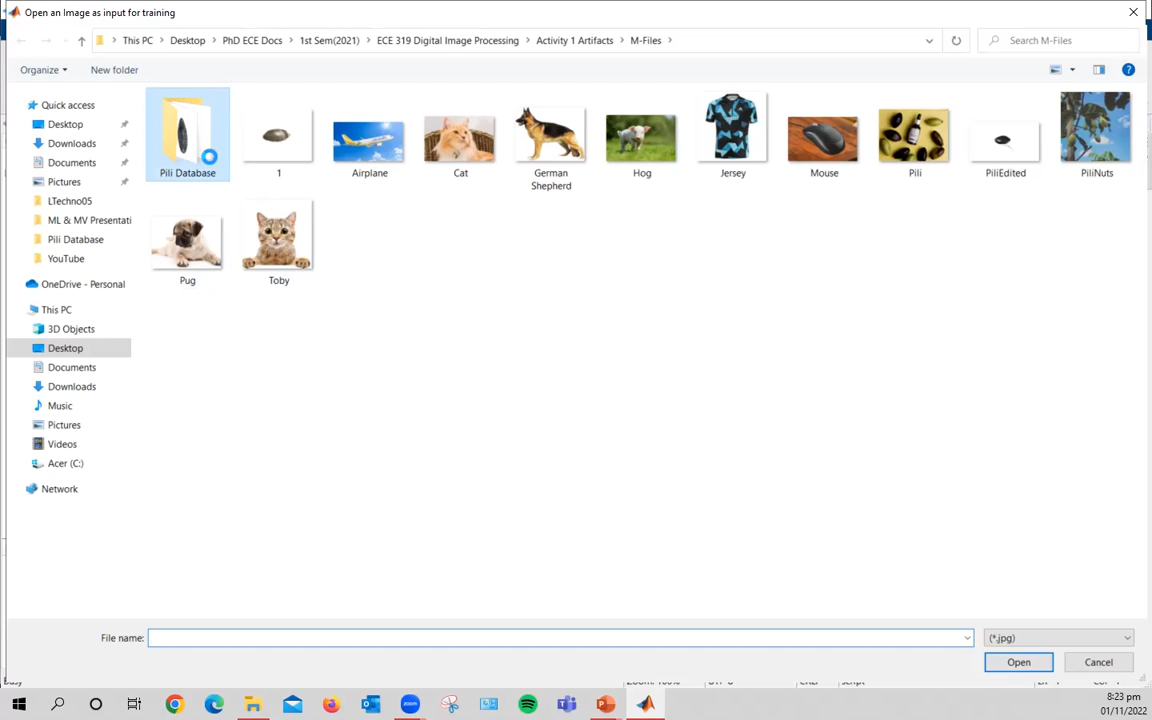 Open an Image as input for training
This PC > Desktop > PhD ECE Docs > 1st Sem(2021) > ECE 319 Digital Image Processing > Activity 1 Artifacts > M-Files >
Search M-Files
Organize
New folder
Quick access
Desktop
Downloads
Documents
Pictures
LTechno05
ML & MV Presentati
Pili Database
YouTube
OneDrive - Personal
This PC
3D Objects
Desktop
Documents
Downloads
Music
Pictures
Videos
Acer (C:)
Network
Pili Database
1
Airplane
Cat
German
Shepherd
Hog
Jersey
Mouse
Pili
PiliEdited
PiliNuts
Pug
Toby
File name:
(*.jpg)
Open
Cancel
zoom
8:23 pm
01/11/2022